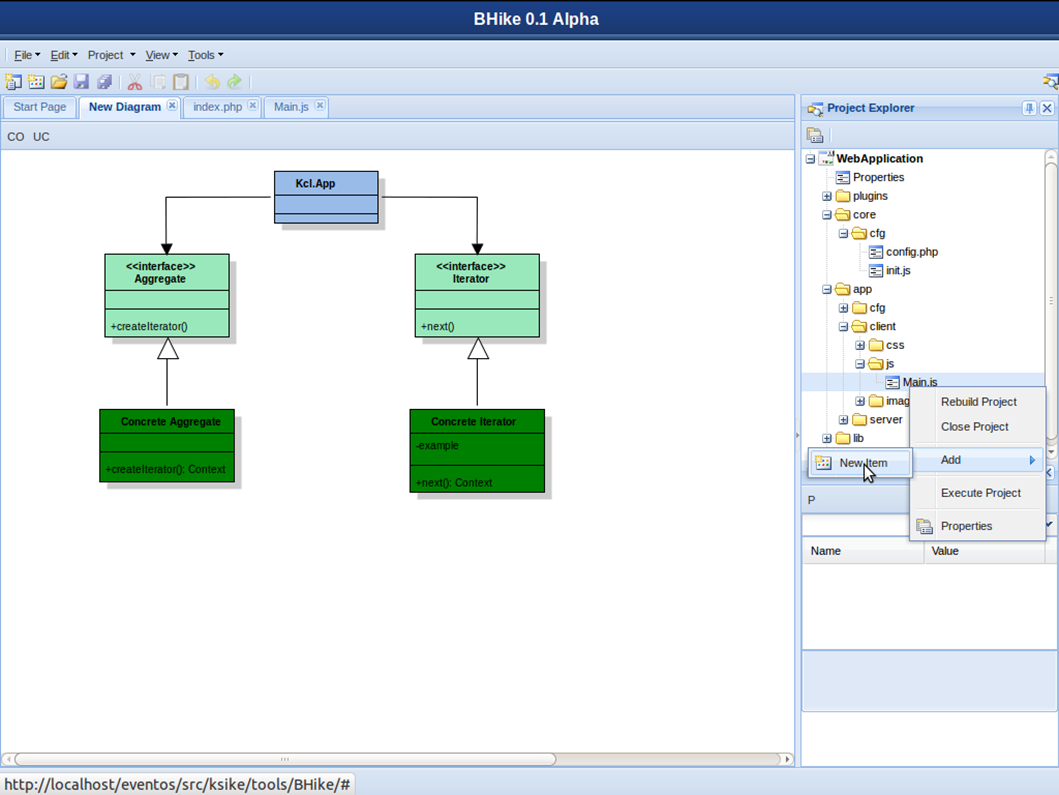 BHike 0.1 Alpha
File Edit Project View Tools
Start Page New Diagram index.php Main.js
CO UC
Kcl.App
<<interface>>
Aggregate
+createIterator()
<<interface>>
Iterator
+next()
Concrete Aggregate
+createIterator(): Context
Concrete Iterator
-example
+next(): Context
Project Explorer
WebApplication
Properties
plugins
core
cfg
config.php
init.js
app
cfg
client
css
js
Main.js
imag
server
lib
Rebuild Project
Close Project
Add
New Item
Execute Project
Properties
P
Name Value
http://localhost/eventos/src/ksike/tools/BHike/#